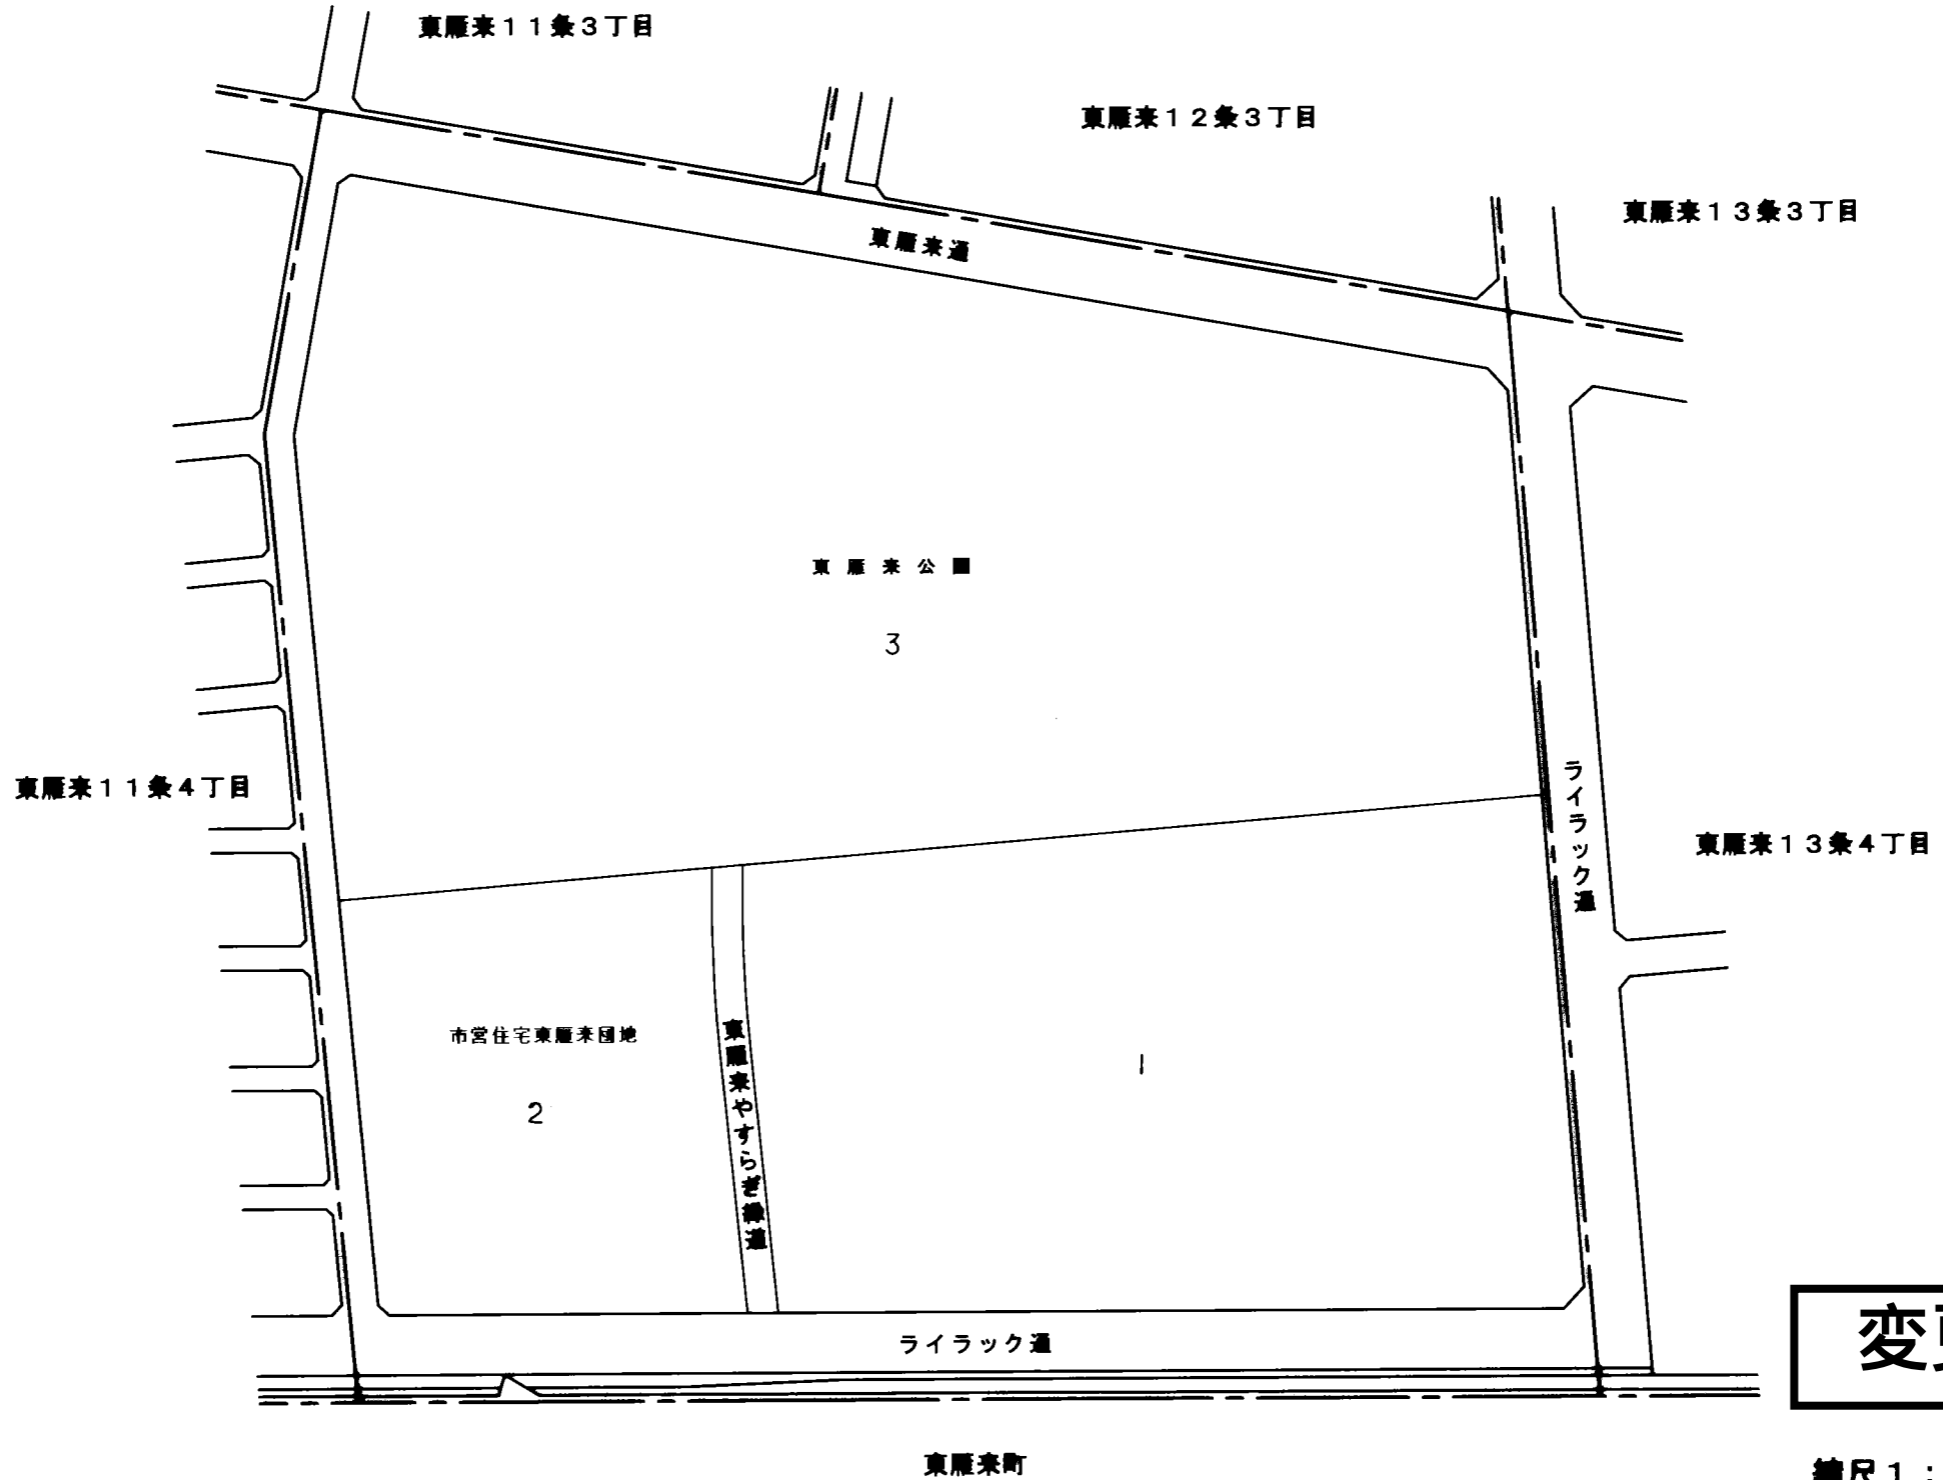 東雁来11条3丁目
東雁来12条3丁目
東雁来13条3丁目
東雁来通
東雁来公園
3
東雁来11条4丁目
ライラック通
東雁来13条4丁目
市営住宅東雁来団地
2
東雁来やすらぎ緑道
1
ライラック通
変
東雁来町
縮尺1: